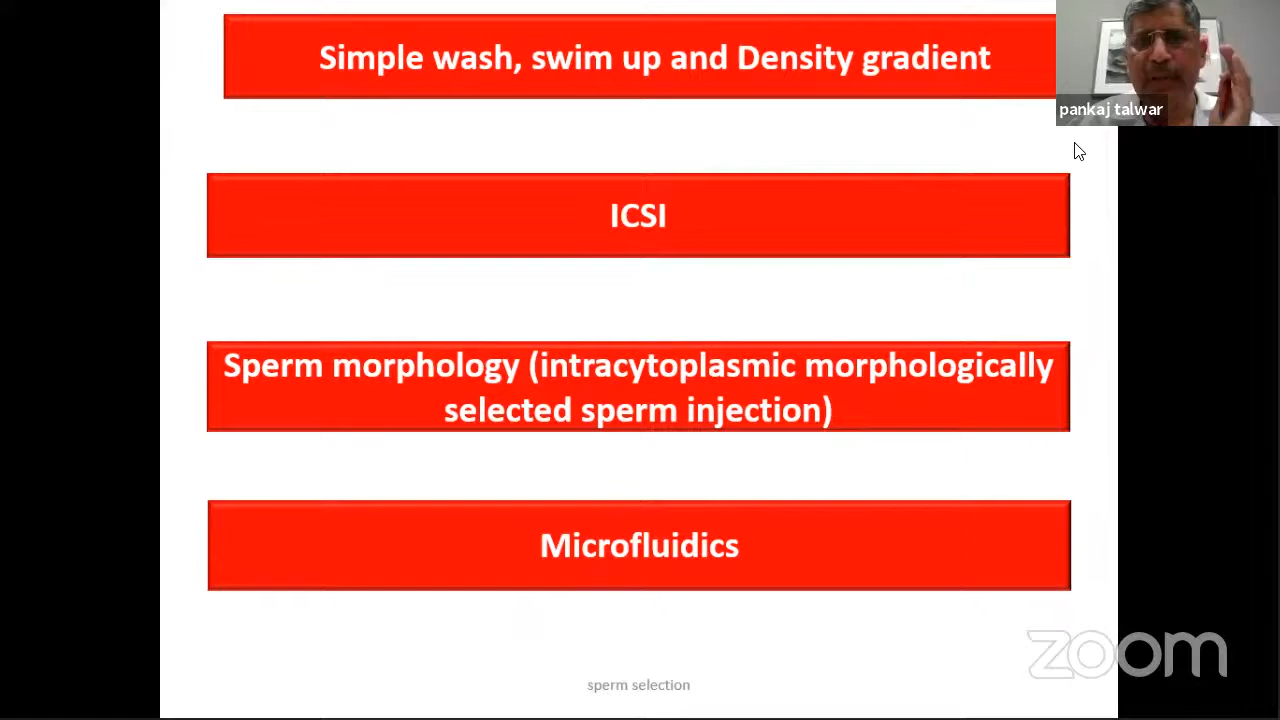 Simple wash, swim up and Density gradient
pankaj talwar
ICSI
Sperm morphology (intracytoplasmic morphologically
selected sperm injection)
Microfluidics
zoom
sperm selection